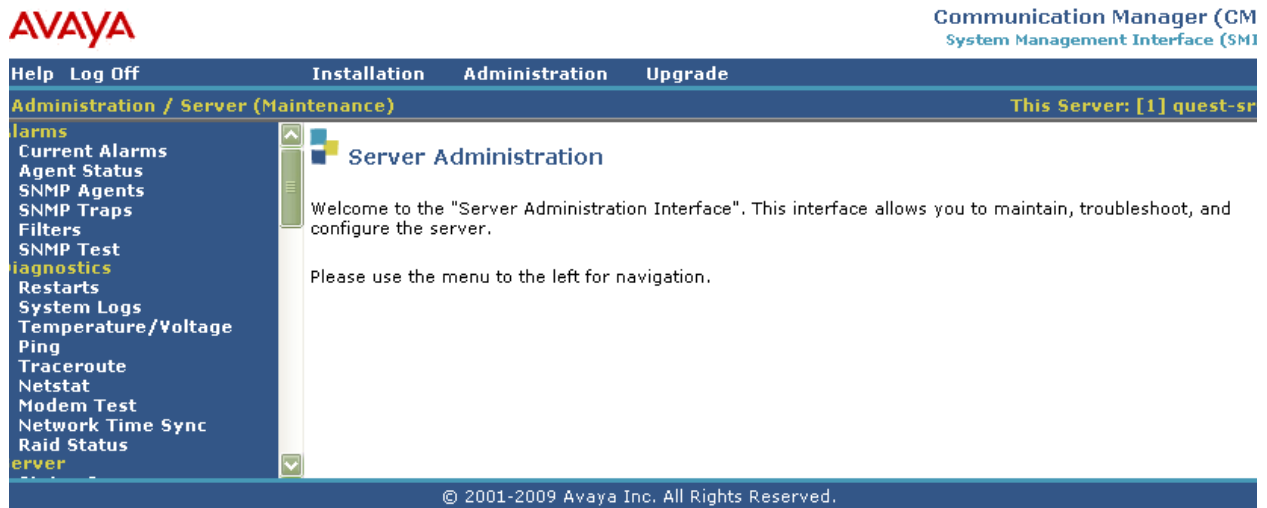 AVAYA
Communication Manager (CM
System Management Interface (SMI
Help Log Off Installation Administration Upgrade
Administration / Server (Maintenance) This Server: [1] quest-sr
larms
Current Alarms
Agent Status
SNMP Agents
SNMP Traps
Filters
SNMP Test
iagnostics
Restarts
System Logs
Temperature/Voltage
Ping
Traceroute
Netstat
Modem Test
Network Time Sync
Raid Status
erver
Server Administration
Welcome to the "Server Administration Interface". This interface allows you to maintain, troubleshoot, and
configure the server.
Please use the menu to the left for navigation.
© 2001-2009 Avaya Inc. All Rights Reserved.